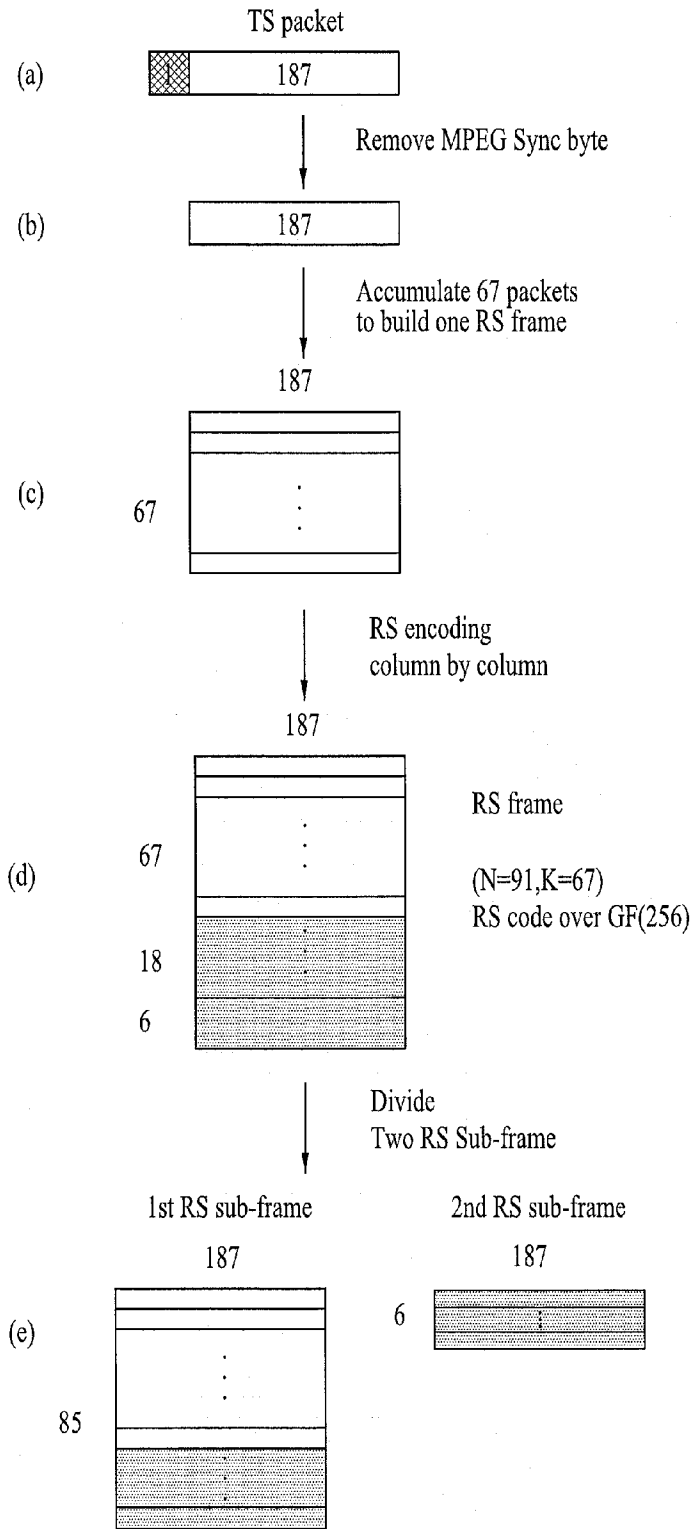 TS packet
(a)
1
187
Remove MPEG Sync byte
(b)
187
Accumulate 67 packets
to build one RS frame
187
(c)
67
RS encoding
column by column
187
RS frame
(d)
67
(N=91,K=67)
RS code over GF(256)
18
6
Divide
Two RS Sub-frame
1st RS sub-frame
2nd RS sub-frame
187
187
(e)
6
85